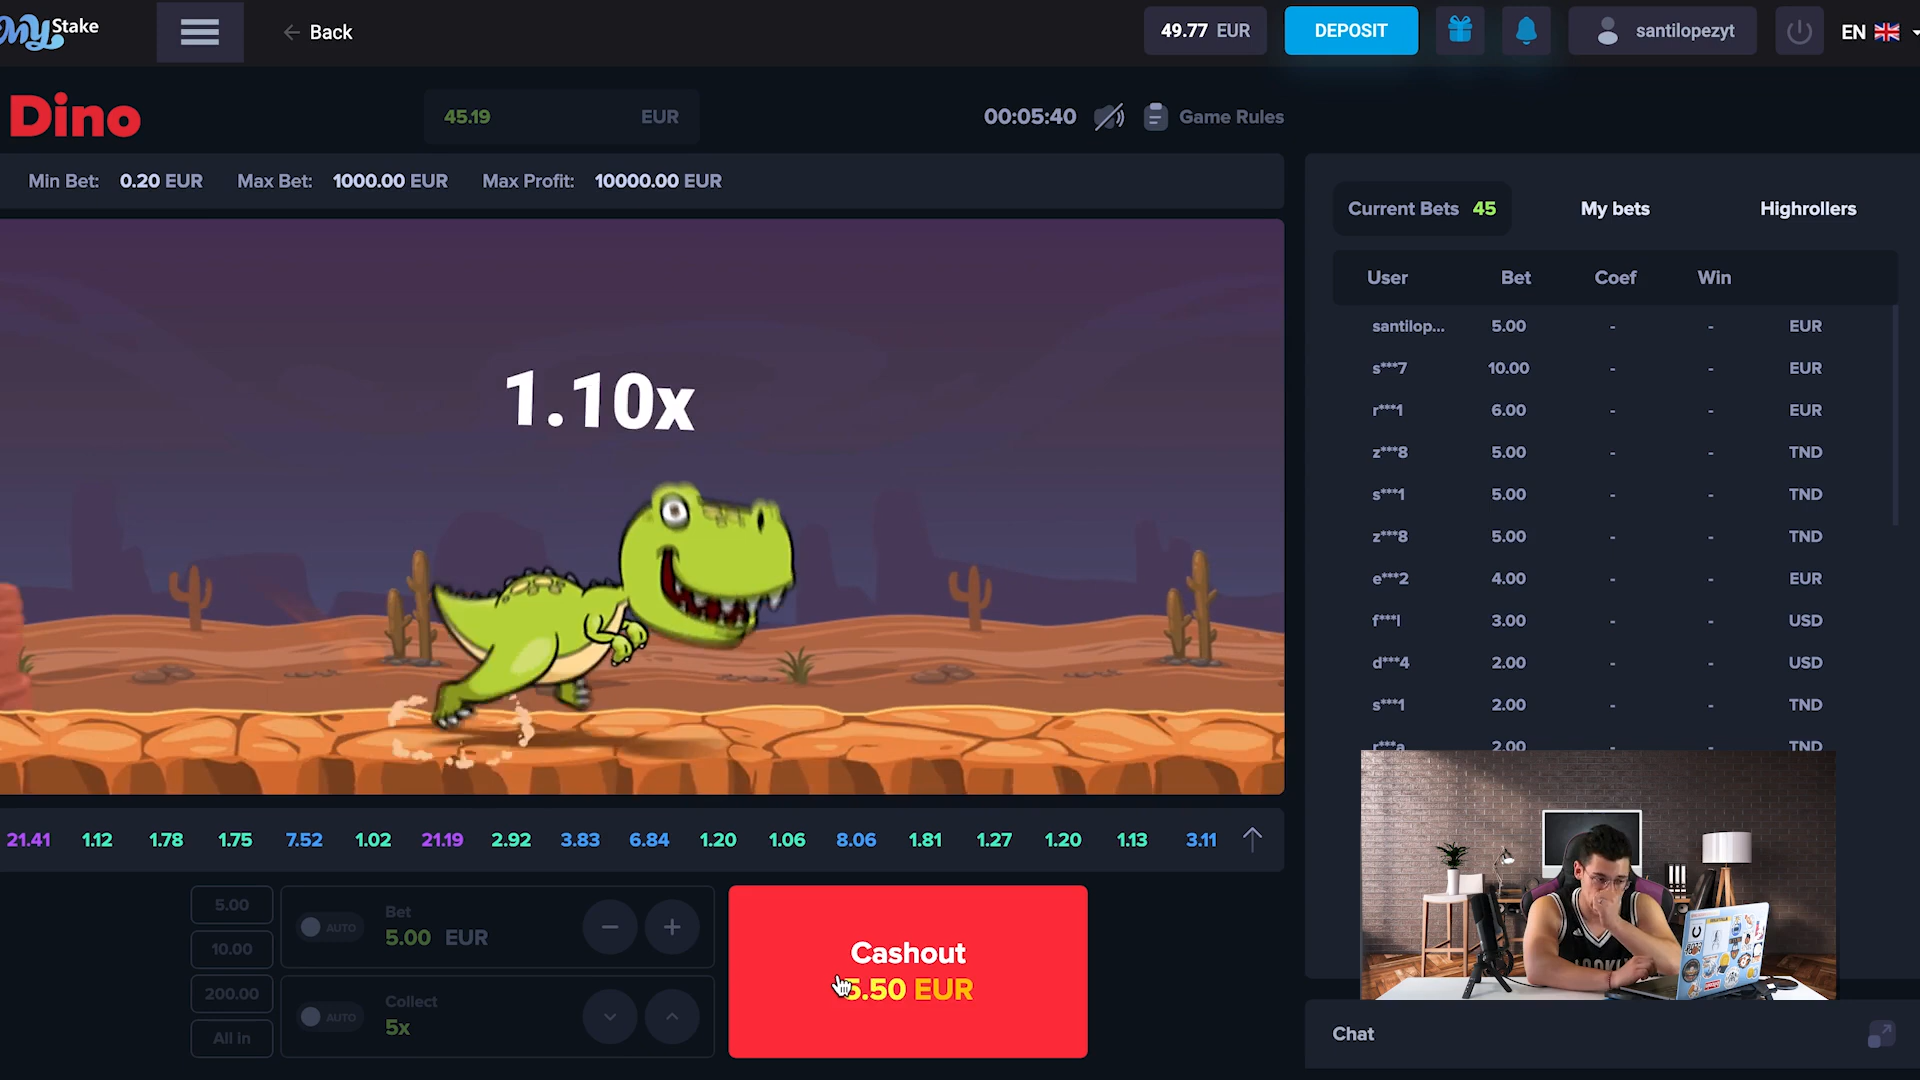 MyStake
Back
49.77 EUR
DEPOSIT
santilopezyt
EN
Dino
45.19 EUR
00:05:40
Game Rules
Min Bet: 0.20 EUR Max Bet: 1000.00 EUR Max Profit: 10000.00 EUR
Current Bets 45
My bets
Highrollers
User Bet Coef Win
santilop... 5.00 - - EUR
s***7 10.00 - - EUR
r***1 6.00 - - EUR
z***8 5.00 - - TND
s***1 5.00 - - TND
z***8 5.00 - - TND
e***2 4.00 - - EUR
f***l 3.00 - - USD
d***4 2.00 - - USD
s***1 2.00 - - TND
r***a 2.00 - - TND
1.10x
21.41 1.12 1.78 1.75 7.52 1.02 21.19 2.92 3.83 6.84 1.20 1.06 8.06 1.81 1.27 1.20 1.13 3.11
5.00
10.00
200.00
All in
AUTO
Bet
5.00 EUR
AUTO
Collect
5x
Cashout
5.50 EUR
Chat